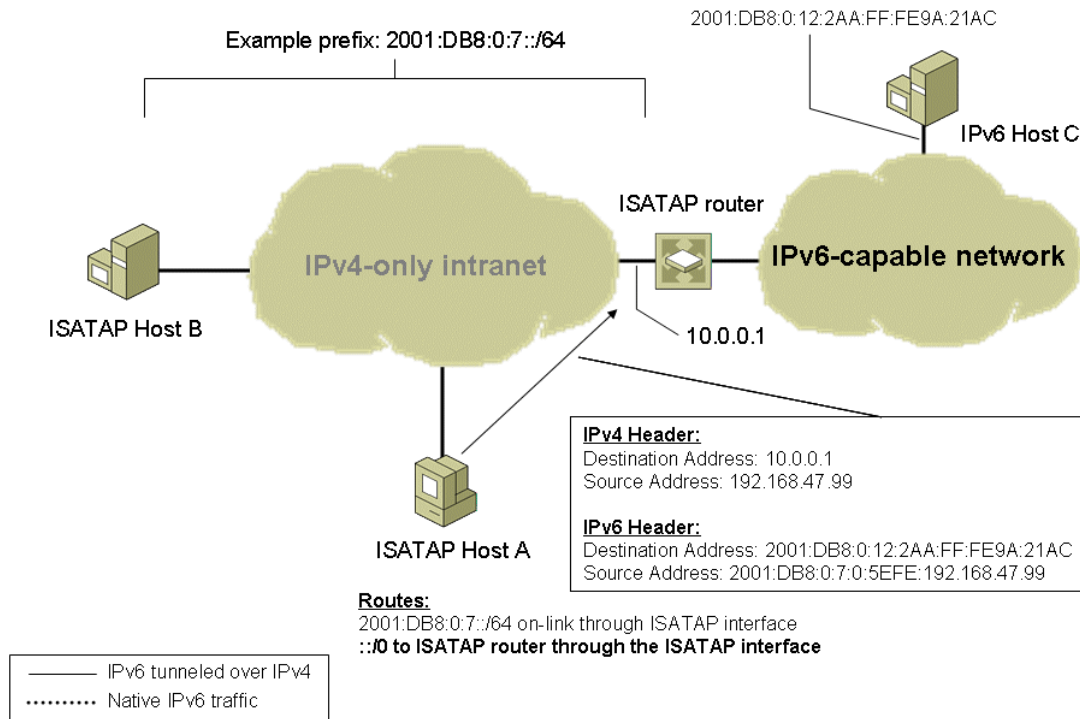 2001:DB8:0:12:2AA:FF:FE9A:21AC
Example prefix: 2001:DB8:0:7::/64
IPv6 Host C
ISATAP router
IPv4-only intranet
IPv6-capable network
ISATAP Host B
10.0.0.1
IPv4 Header:
Destination Address: 10.0.0.1
Source Address: 192.168.47.99
IPv6 Header:
Destination Address: 2001:DB8:0:12:2AA:FF:FE9A:21AC
Source Address: 2001:DB8:0:7:0:5EFE:192.168.47.99
ISATAP Host A
Routes:
2001:DB8:0:7::/64 on-link through ISATAP interface
::/0 to ISATAP router through the ISATAP interface
IPv6 tunneled over IPv4
Native IPv6 traffic